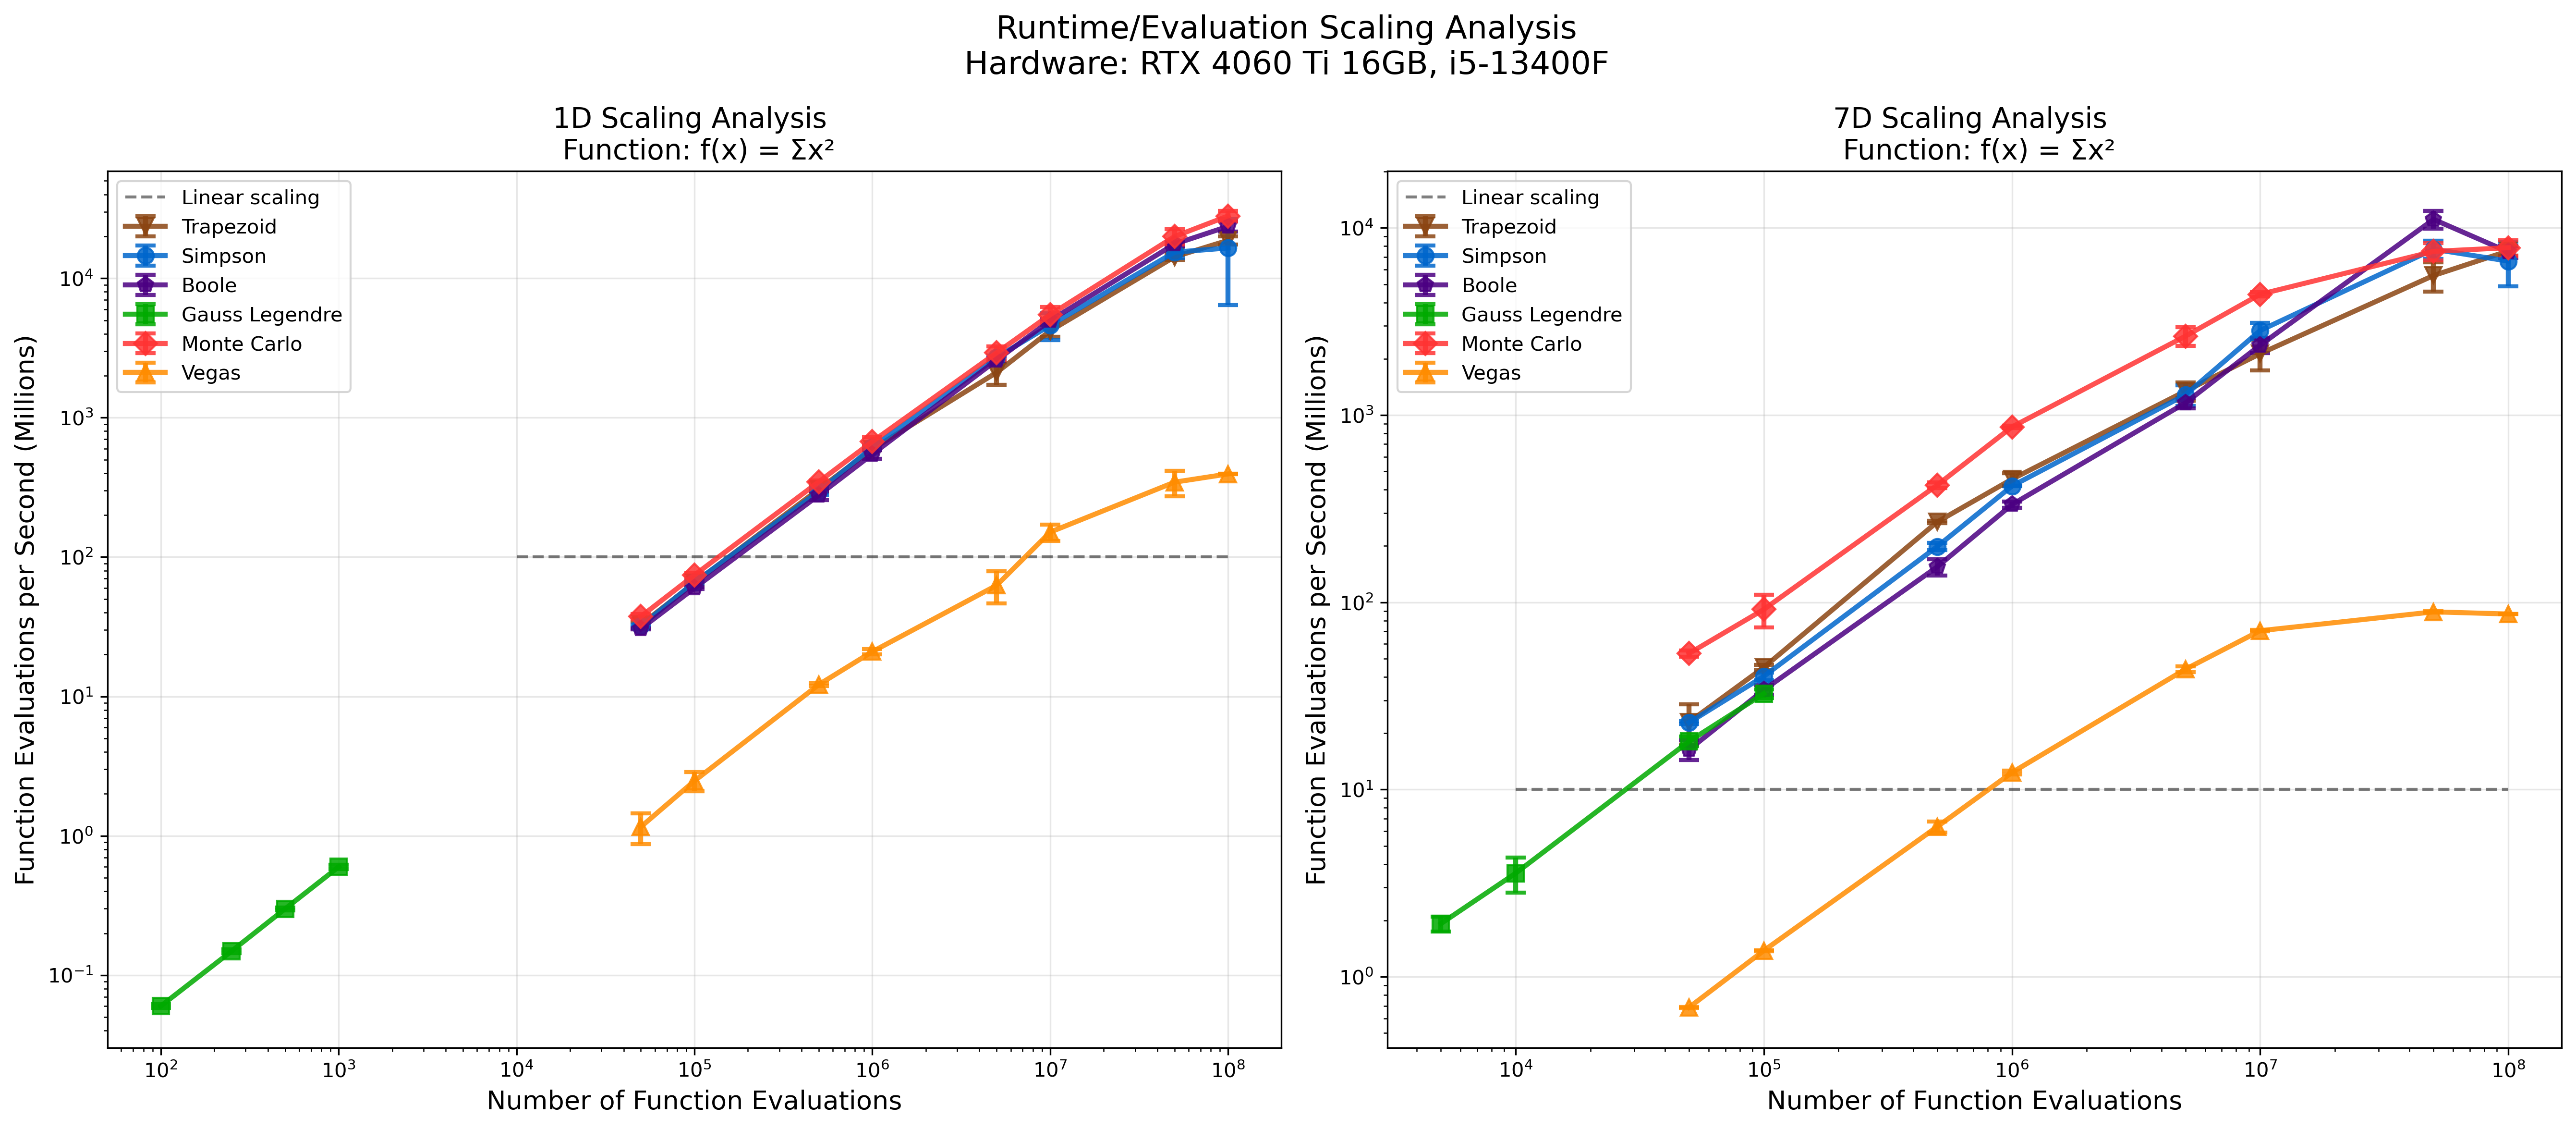 Runtime/Evaluation Scaling Analysis
Hardware: RTX 4060 Ti 16GB, i5-13400F
1D Scaling Analysis
Function: f(x) = Σx²
Linear scaling
Trapezoid
Simpson
Boole
Gauss Legendre
Monte Carlo
Vegas
Function Evaluations per Second (Millions)
10⁴
10³
10²
10¹
10⁰
10⁻¹
10²
10³
10⁴
10⁵
10⁶
10⁷
10⁸
Number of Function Evaluations
7D Scaling Analysis
Function: f(x) = Σx²
Linear scaling
Trapezoid
Simpson
Boole
Gauss Legendre
Monte Carlo
Vegas
Function Evaluations per Second (Millions)
10⁴
10³
10²
10¹
10⁰
10⁴
10⁵
10⁶
10⁷
10⁸
Number of Function Evaluations